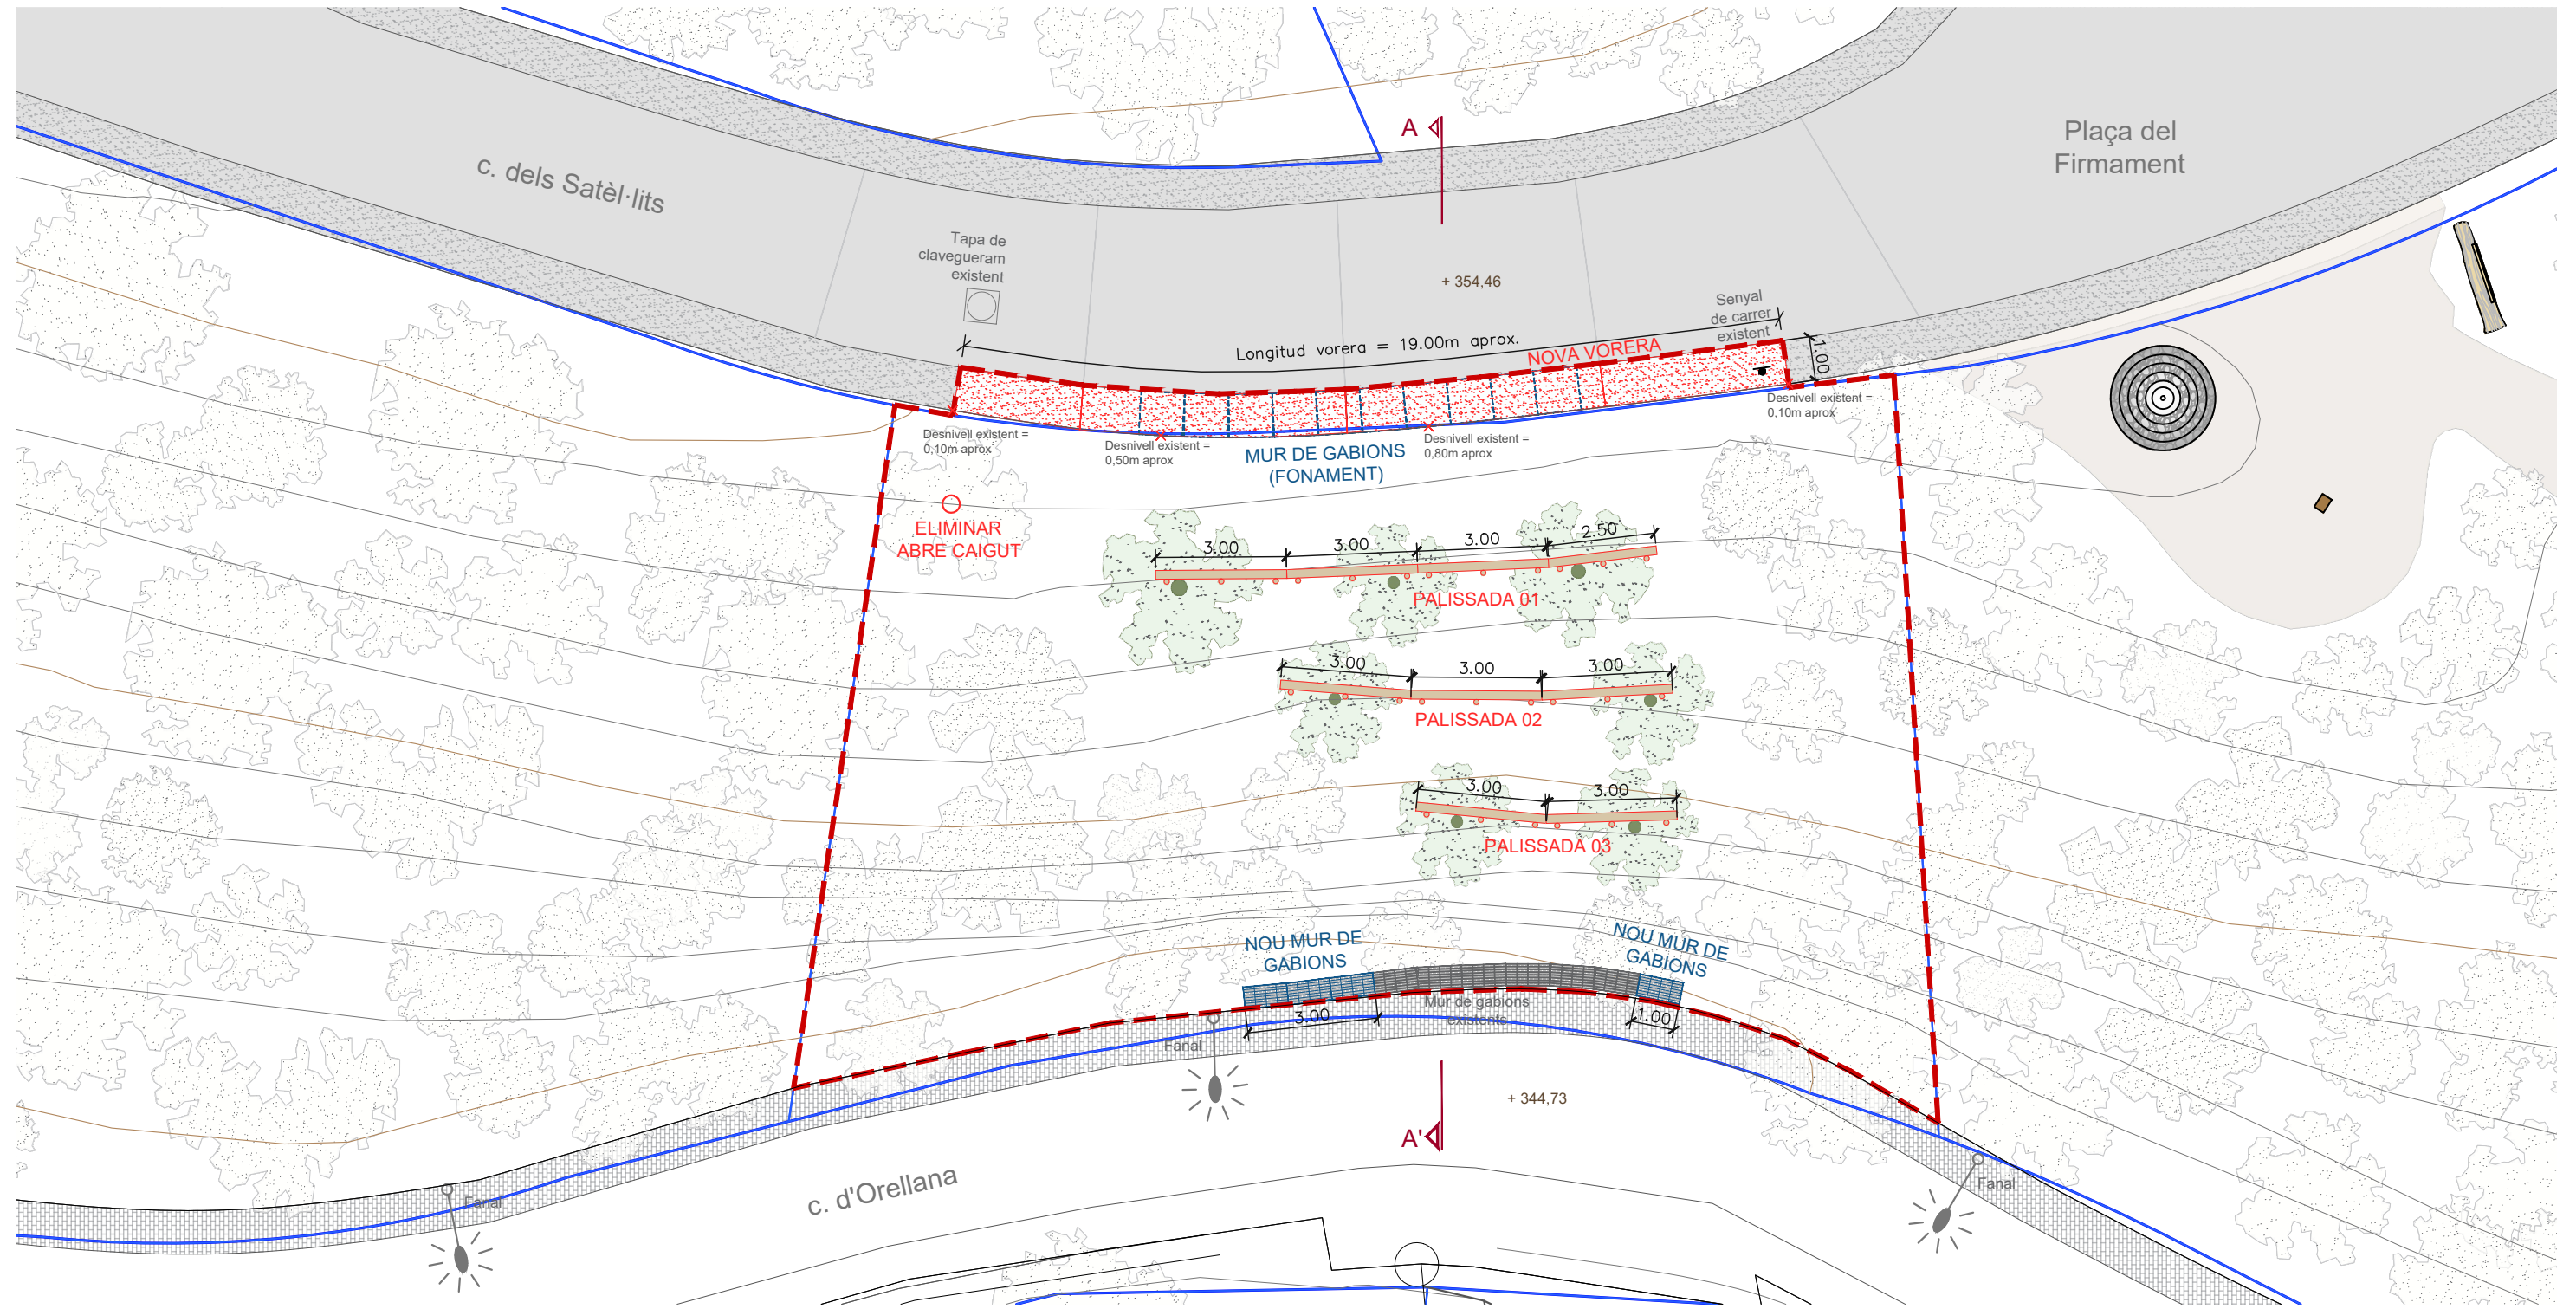 A
Plaça del
Firmament
c. dels Satèl·lits
Tapa de
clavegueram
existent
+ 354,46
Senyal
de carrer
existent
Longitud vorera = 19.00m aprox.
NOVA VORERA
1.00
Desnivell existent =
0,10m aprox
Desnivell existent =
0,10m aprox
Desnivell existent =
0,50m aprox
MUR DE GABIONS
(FONAMENT)
Desnivell existent =
0,80m aprox
ELIMINAR
ABRE CAIGUT
3.00
3.00
3.00
2.50
PALISSADA 01
3.00
3.00
3.00
PALISSADA 02
3.00
3.00
PALISSADA 03
NOU MUR DE
GABIONS
NOU MUR DE
GABIONS
Mur de gabions
existents
3.00
1.00
Fanal
+ 344,73
A'
c. d'Orellana
Fanal
Fanal